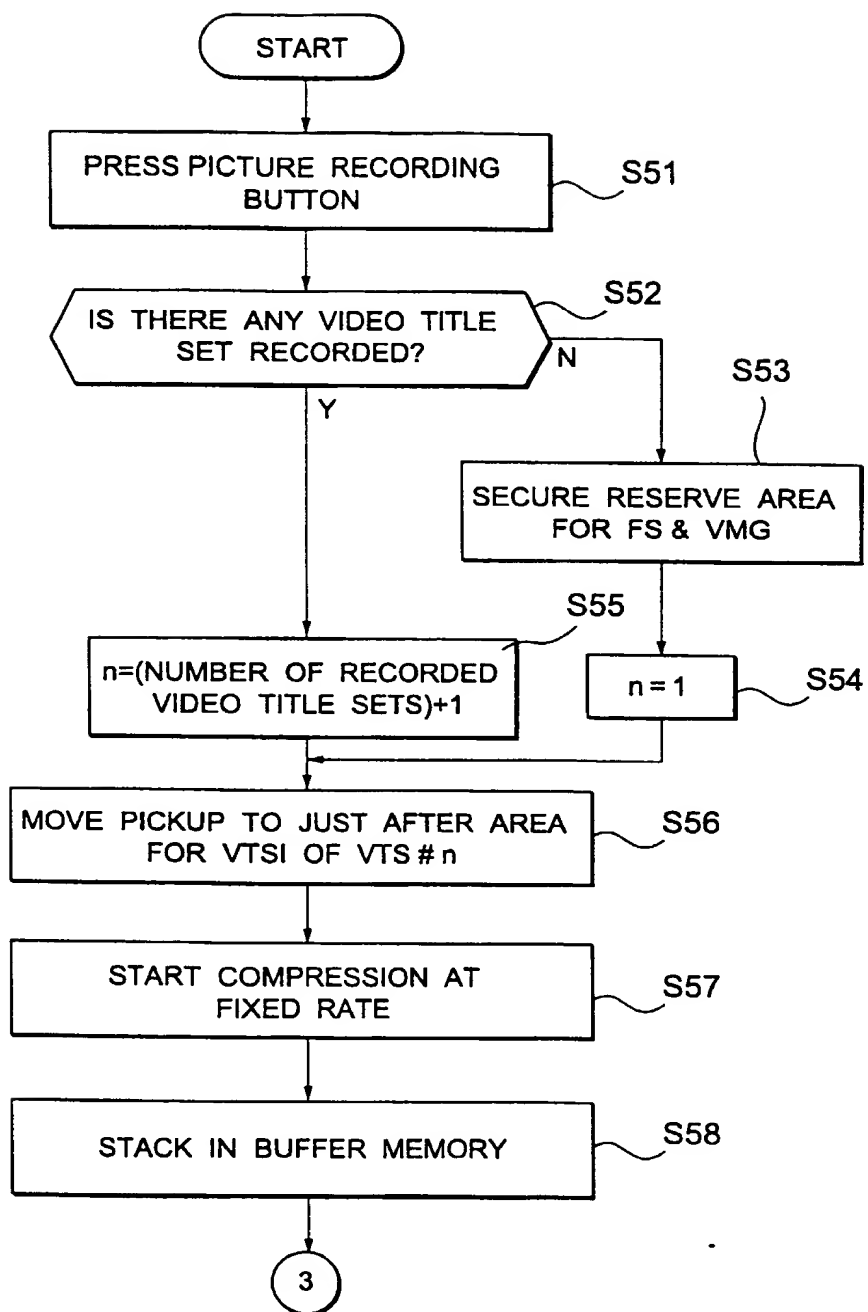 START
PRESS PICTURE RECORDING
BUTTON
S51
IS THERE ANY VIDEO TITLE
SET RECORDED?
S52
N
Y
S53
SECURE RESERVE AREA
FOR FS & VMG
S55
n=(NUMBER OF RECORDED
VIDEO TITLE SETS)+1
n=1
S54
MOVE PICKUP TO JUST AFTER AREA
FOR VTSI OF VTS # n
S56
START COMPRESSION AT
FIXED RATE
S57
STACK IN BUFFER MEMORY
S58
3